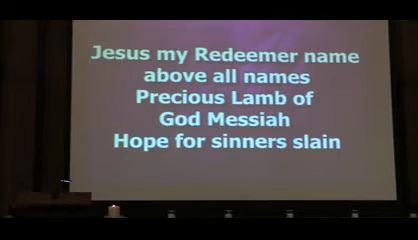 Jesus my Redeemer name
above all names
Precious Lamb of
God Messiah
Hope for sinners slain